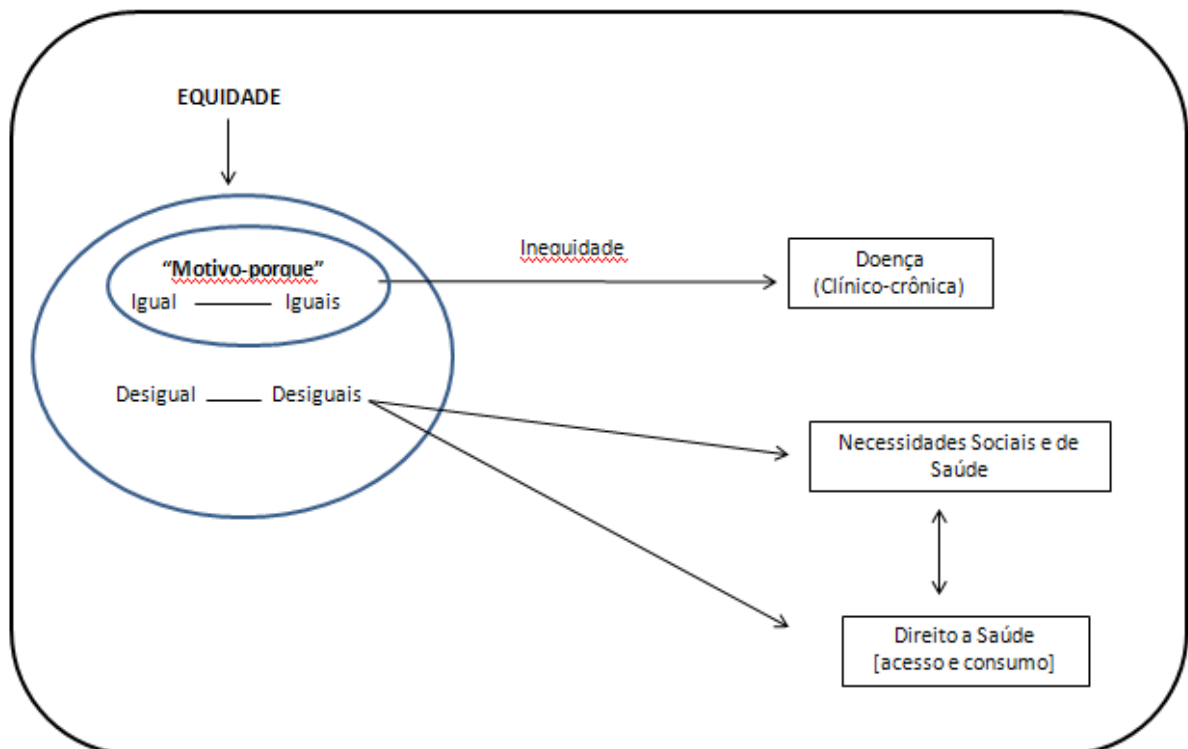 EQUIDADE
Inequidade
“Motivo-porque”
Igual Iguais
Doença
(Clínico-crônica)
Desigual Desiguais
Necessidades Sociais e de
Saúde
Direito a Saúde
[acesso e consumo]